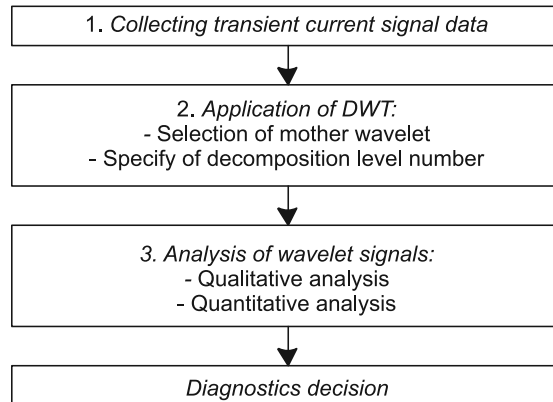 1. Collecting transient current signal data
2. Application of DWT:
- Selection of mother wavelet
- Specify of decomposition level number
3. Analysis of wavelet signals:
- Qualitative analysis
- Quantitative analysis
Diagnostics decision